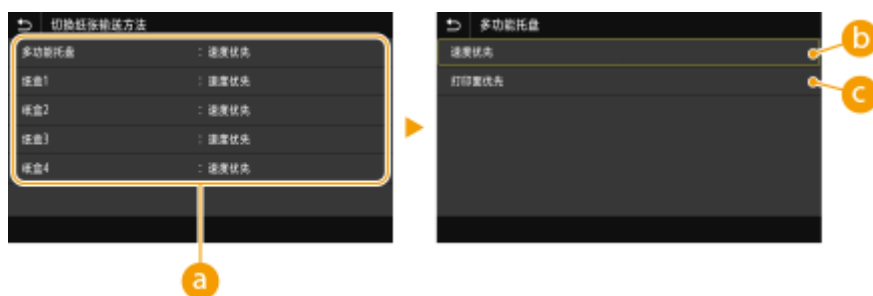 切换纸张输送方法
多功能托盘 : 速度优先
纸盒1 : 速度优先
纸盒2 : 速度优先
纸盒3 : 速度优先
纸盒4 : 速度优先
a
多功能托盘
速度优先
b
打印面优先
c